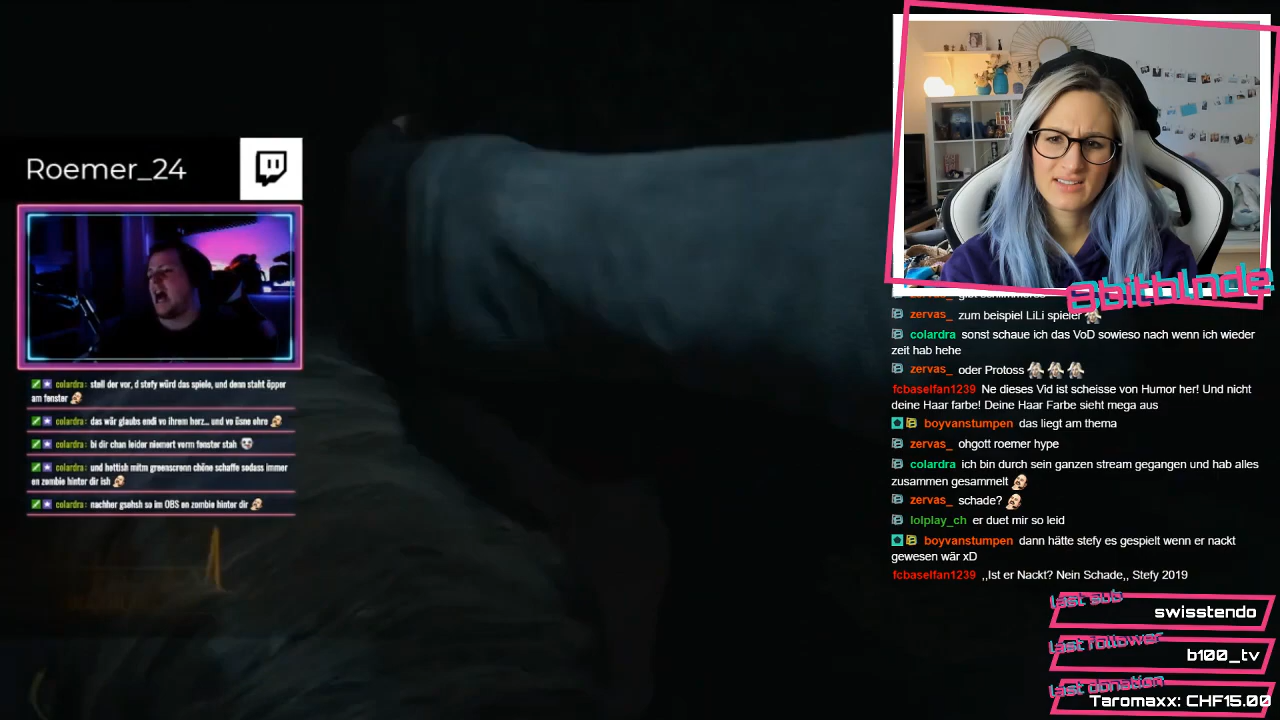 Roemer_24
colardra: stell der vor, d stefy würd das spiele, und denn staht öpper
am fenster
colardra: das wär glaubs endi vo ihrem herz... und vo üsne ohre
colardra: bi dir chan leider niemert vorm fenster stah
colardra: und hettish mitm greenscrenn chöne schaffe sodass immer
en zombie hinter dir ish
colardra: nachher gsehsh so im OBS en zombie hinter dir
8bitblnde
zervas_ zum beispiel LiLi spieler
colardra sonst schaue ich das VoD sowieso nach wenn ich wieder
zeit hab hehe
zervas_ oder Protoss
fcbaselfan1239 Ne dieses Vid ist scheisse von Humor her! Und nicht
deine Haar farbe! Deine Haar Farbe sieht mega aus
boyvanstumpen das liegt am thema
zervas_ ohgott roemer hype
colardra ich bin durch sein ganzen stream gegangen und hab alles
zusammen gesammelt
zervas_ schade?
lolplay_ch er duet mir so leid
boyvanstumpen dann hätte stefy es gespielt wenn er nackt
gewesen wär xD
fcbaselfan1239 ,,Ist er Nackt? Nein Schade,, Stefy 2019
last sub
swisstendo
last follower
b100_tv
last donation
Taromaxx: CHF15.00